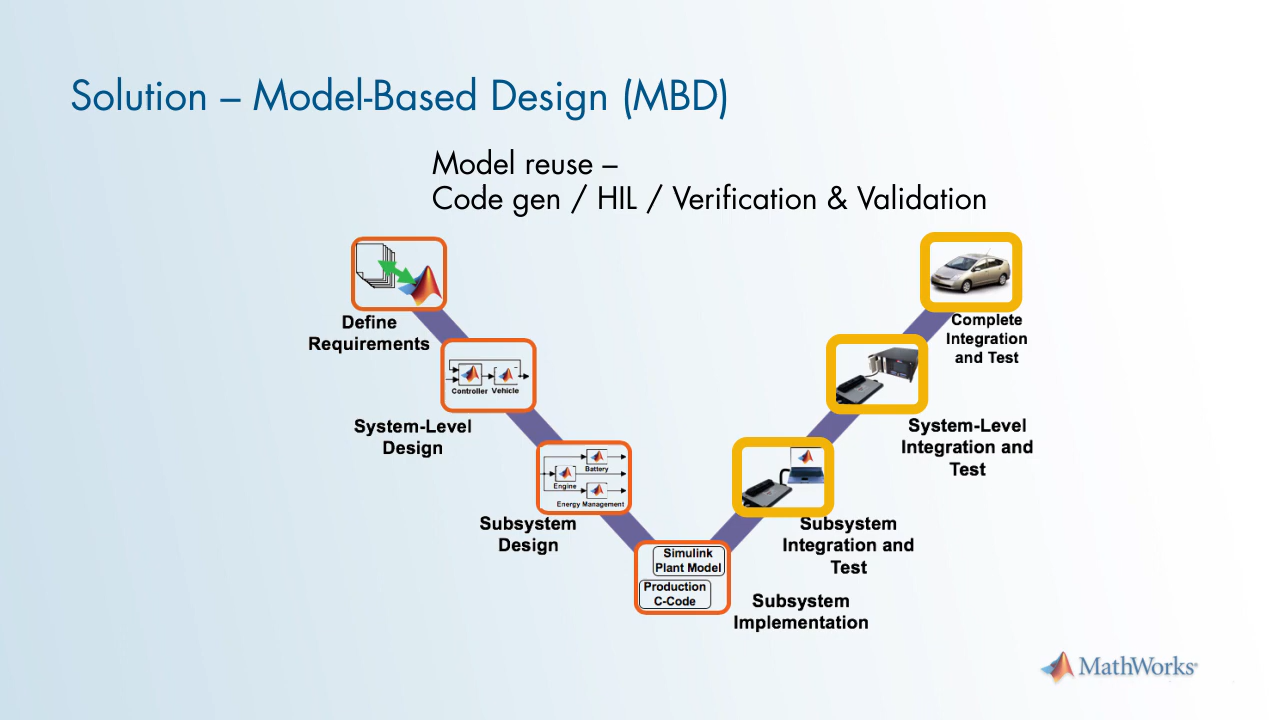 Solution – Model-Based Design (MBD)
Model reuse –
Code gen / HIL / Verification & Validation
Define
Requirements
Controller Vehicle
System-Level
Design
Battery
Engine
Energy Management
Subsystem
Design
Simulink
Plant Model
Production
C-Code
Subsystem
Implementation
Subsystem
Integration and
Test
System-Level
Integration and
Test
Complete
Integration
and Test
MathWorks®